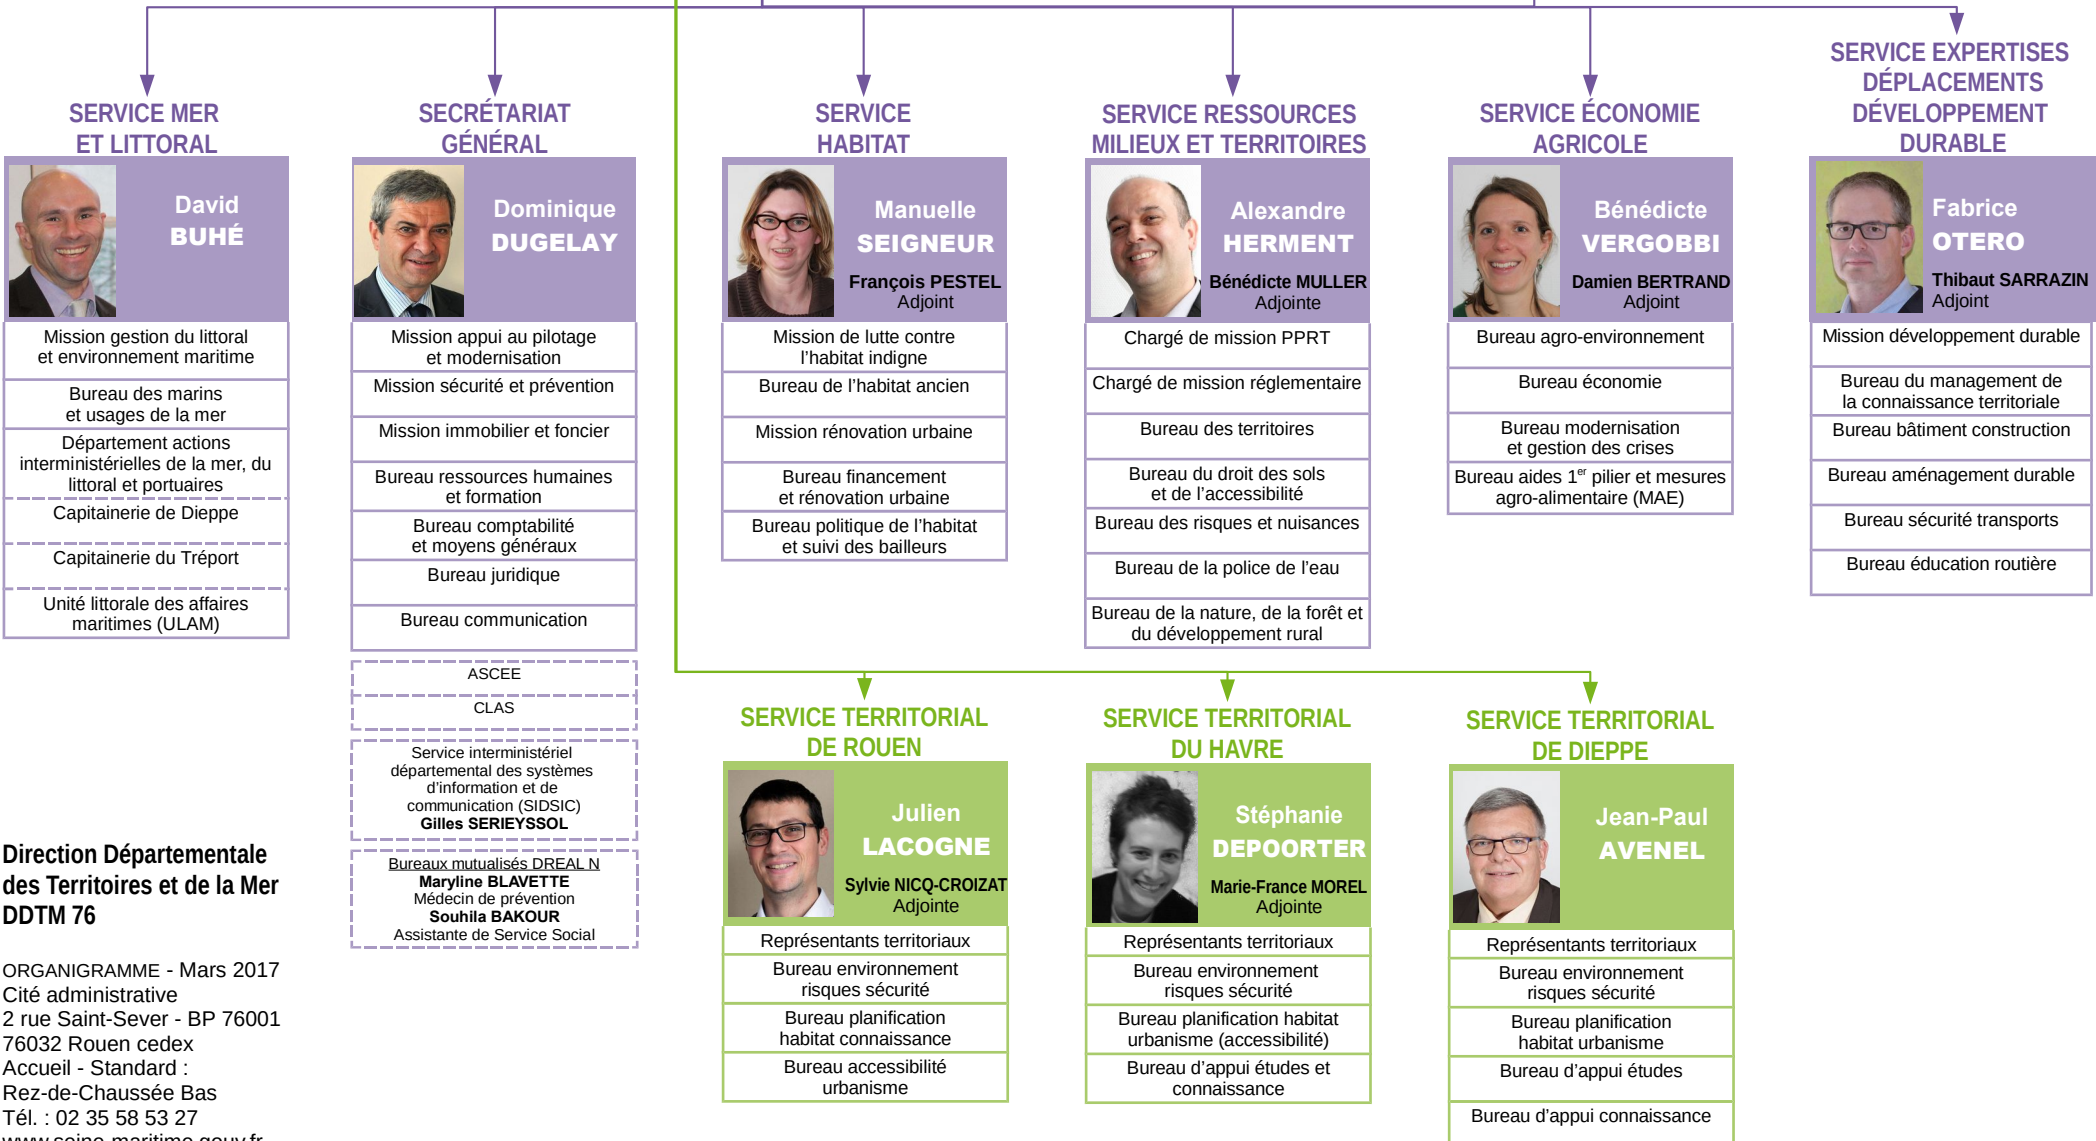 SERVICE MER
ET LITTORAL
David
BUHÉ
Mission gestion du littoral
et environnement maritime
Bureau des marins
et usages de la mer
Département actions
interministérielles de la mer, du
littoral et portuaires
Capitainerie de Dieppe
Capitainerie du Tréport
Unité littorale des affaires
maritimes (ULAM)
SECRÉTARIAT
GÉNÉRAL
Dominique
DUGELAY
Mission appui au pilotage
et modernisation
Mission sécurité et prévention
Mission immobilier et foncier
Bureau ressources humaines
et formation
Bureau comptabilité
et moyens généraux
Bureau juridique
Bureau communication
ASCEE
CLAS
Service interministériel
départemental des systèmes
d'information et de
communication (SIDSIC)
Gilles SERIEYSSOL
Bureaux mutualisés DREAL N
Maryline BLAVETTE
Médecin de prévention
Souhila BAKOUR
Assistante de Service Social
SERVICE
HABITAT
Manuelle
SEIGNEUR
François PESTEL
Adjoint
Mission de lutte contre
l'habitat indigne
Bureau de l'habitat ancien
Mission rénovation urbaine
Bureau financement
et rénovation urbaine
Bureau politique de l'habitat
et suivi des bailleurs
SERVICE RESSOURCES
MILIEUX ET TERRITOIRES
Alexandre
HERMENT
Bénédicte MULLER
Adjointe
Chargé de mission PPRT
Chargé de mission réglementaire
Bureau des territoires
Bureau du droit des sols
et de l'accessibilité
Bureau des risques et nuisances
Bureau de la police de l'eau
Bureau de la nature, de la forêt et
du développement rural
SERVICE ÉCONOMIE
AGRICOLE
Bénédicte
VERGOBBI
Damien BERTRAND
Adjoint
Bureau agro-environnement
Bureau économie
Bureau modernisation
et gestion des crises
Bureau aides 1er pilier et mesures
agro-alimentaire (MAE)
SERVICE EXPERTISES
DÉPLACEMENTS
DÉVELOPPEMENT
DURABLE
Fabrice
OTERO
Thibaut SARRAZIN
Adjoint
Mission développement durable
Bureau du management de
la connaissance territoriale
Bureau bâtiment construction
Bureau aménagement durable
Bureau sécurité transports
Bureau éducation routière
SERVICE TERRITORIAL
DE ROUEN
Julien
LACOGNE
Sylvie NICQ-CROIZAT
Adjointe
Représentants territoriaux
Bureau environnement
risques sécurité
Bureau planification
habitat connaissance
Bureau accessibilité
urbanisme
SERVICE TERRITORIAL
DU HAVRE
Stéphanie
DEPOORTER
Marie-France MOREL
Adjointe
Représentants territoriaux
Bureau environnement
risques sécurité
Bureau planification habitat
urbanisme (accessibilité)
Bureau d'appui études et
connaissance
SERVICE TERRITORIAL
DE DIEPPE
Jean-Paul
AVENEL
Représentants territoriaux
Bureau environnement
risques sécurité
Bureau planification
habitat urbanisme
Bureau d'appui études
Bureau d'appui connaissance
Direction Départementale
des Territoires et de la Mer
DDTM 76
ORGANIGRAMME - Mars 2017
Cité administrative
2 rue Saint-Sever - BP 76001
76032 Rouen cedex
Accueil - Standard :
Rez-de-Chaussée Bas
Tél. : 02 35 58 53 27
www.seine-maritime.gouv.fr